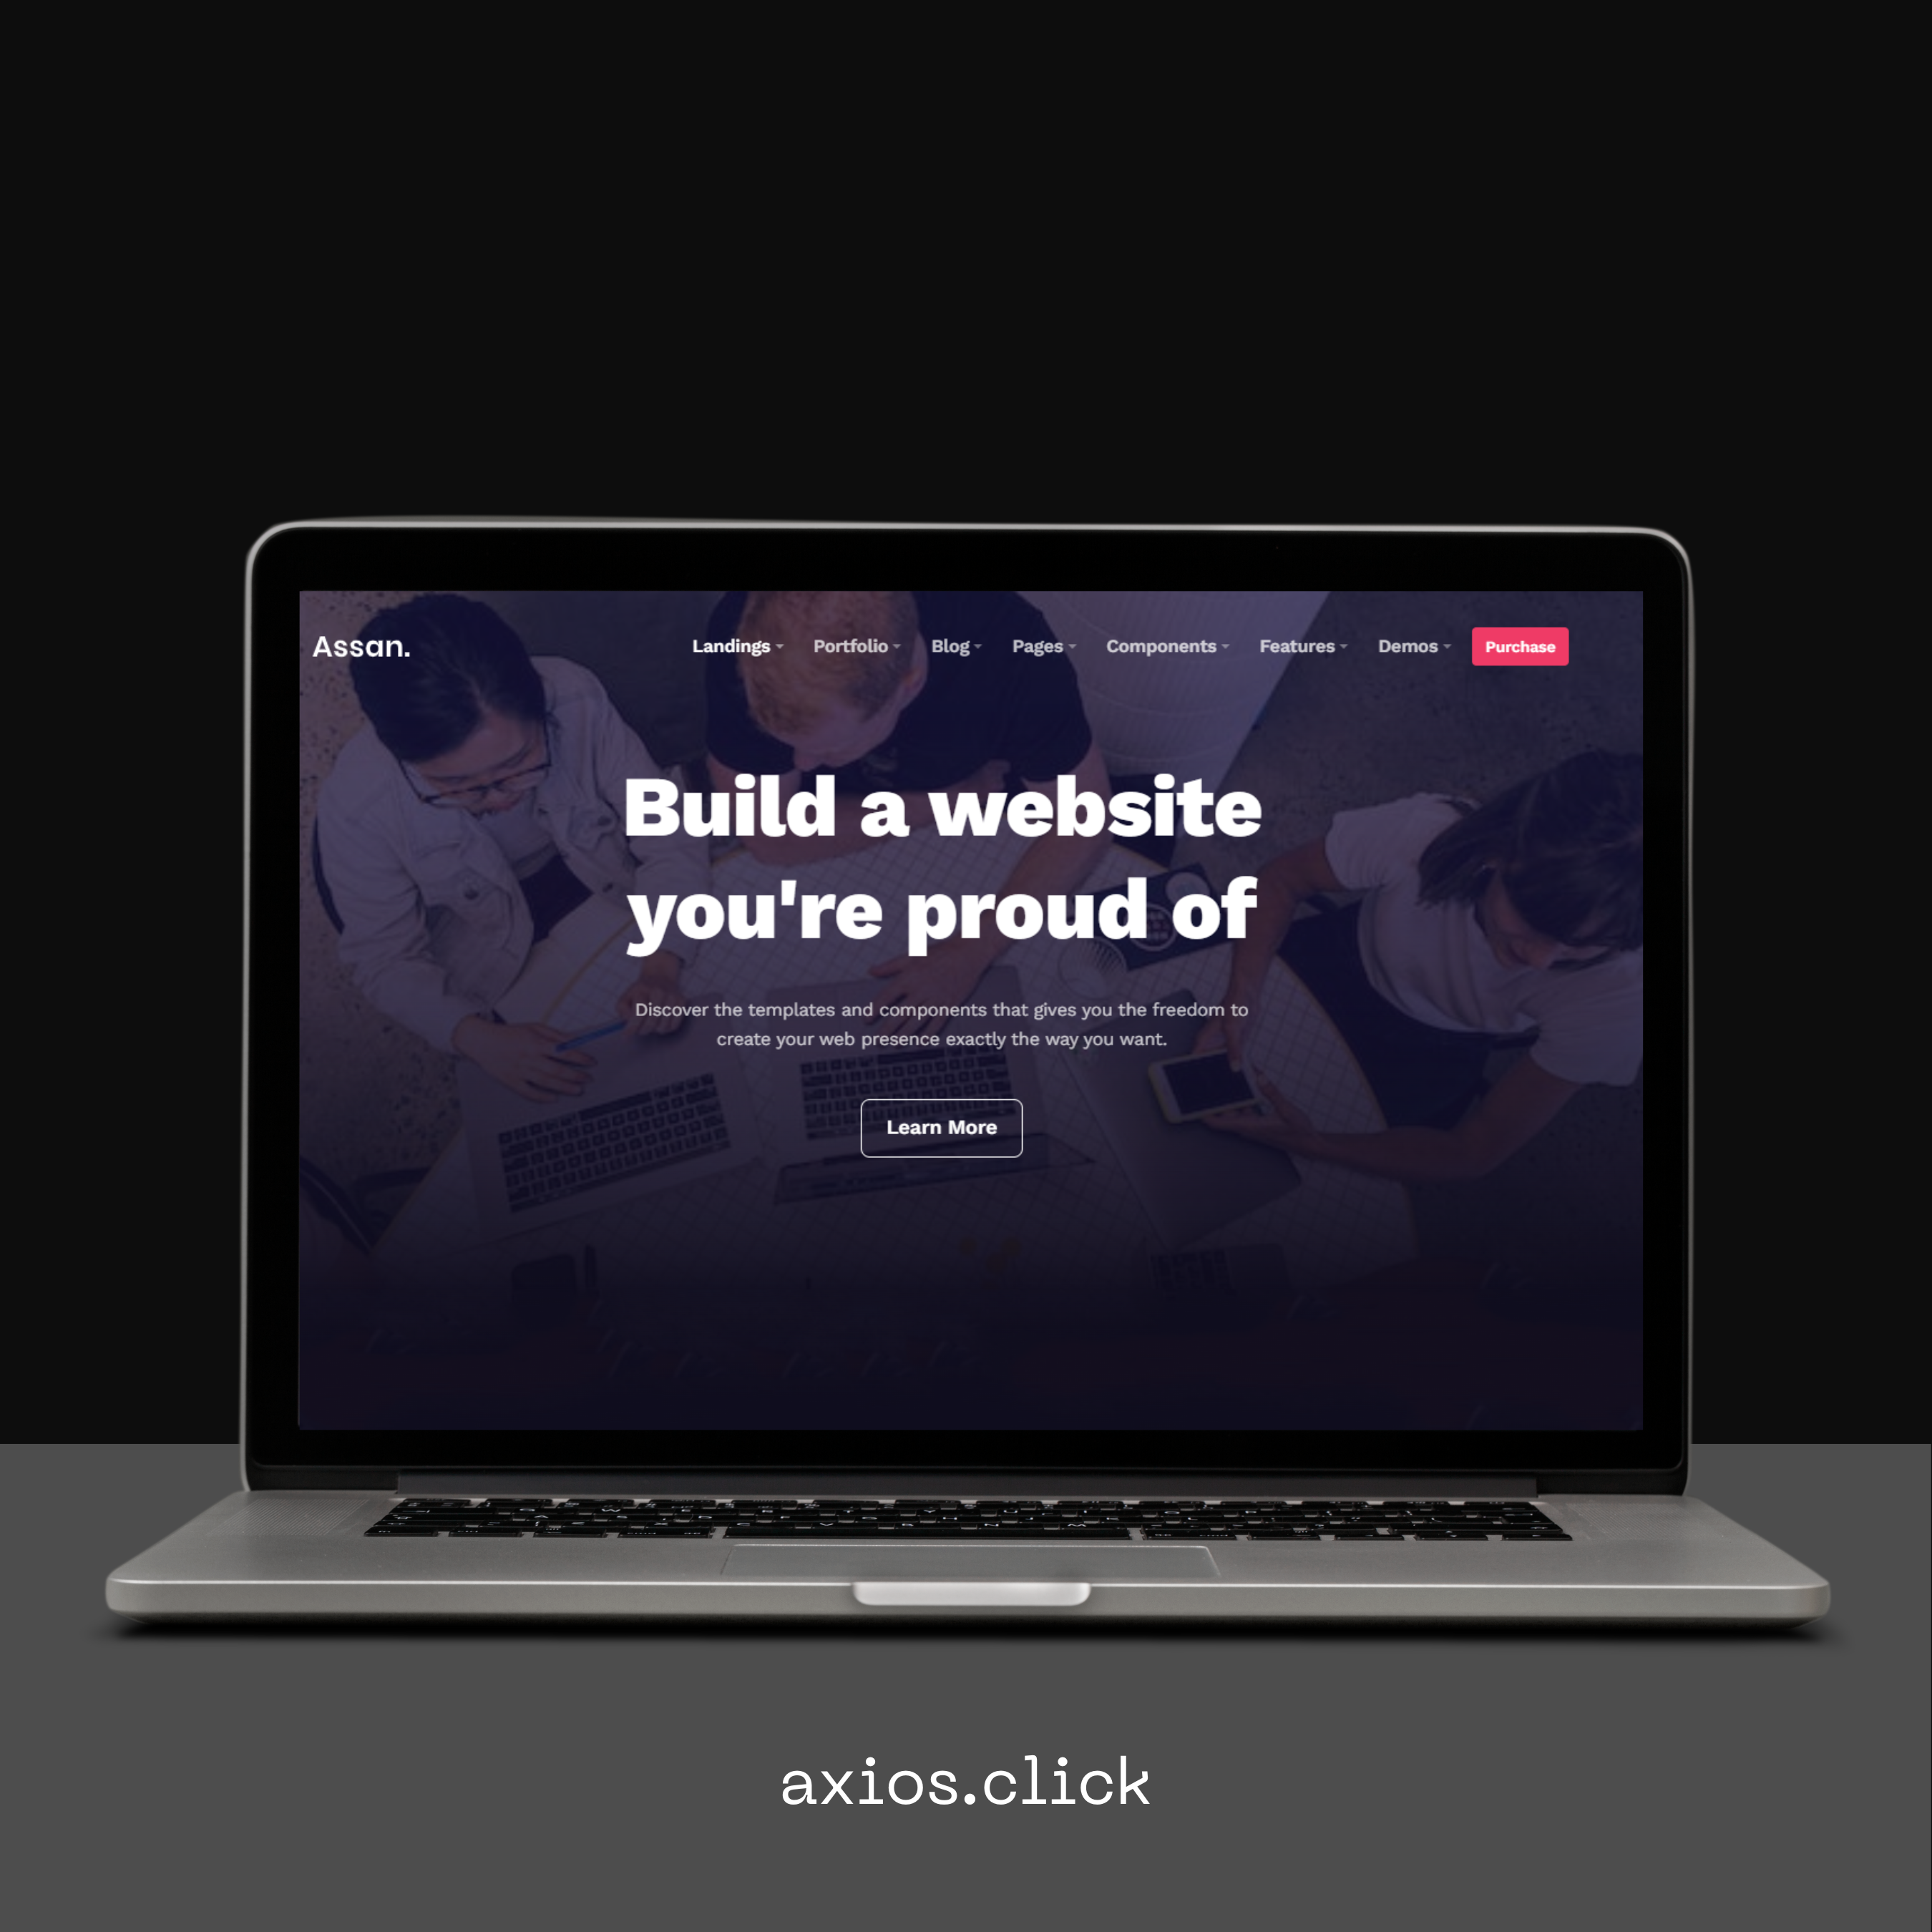 Assan.
Landings Portfolio Blog Pages Components Features Demos Purchase
Build a website
you're proud of
Discover the templates and components that gives you the freedom to
create your web presence exactly the way you want.
Learn More
axios.click